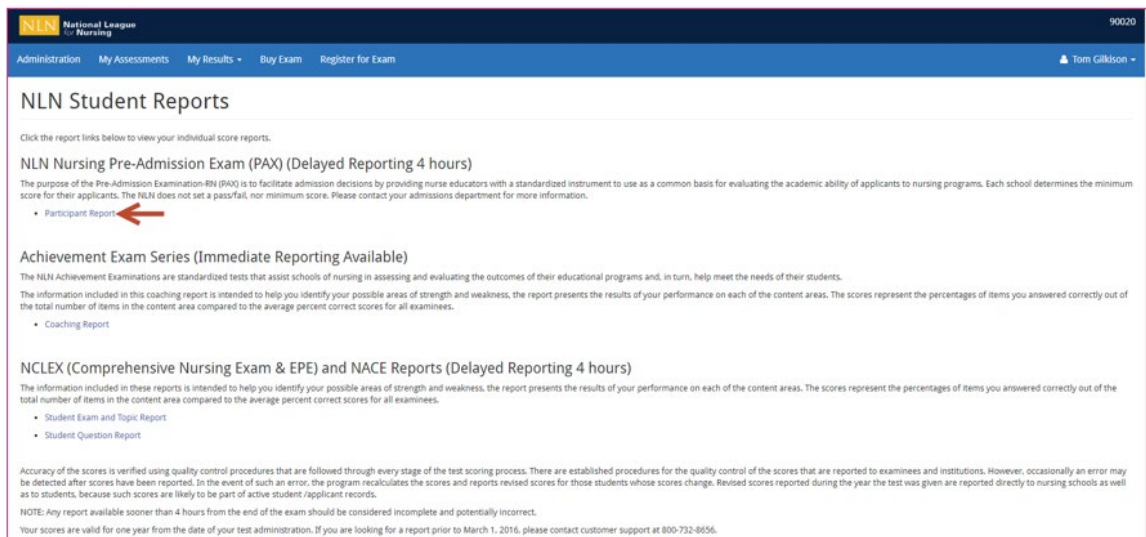 NLN National League
for Nursing
90020
Administration My Assessments My Results Buy Exam Register for Exam Tom Gilkison
NLN Student Reports
Click the report links below to view your individual score reports.
NLN Nursing Pre-Admission Exam (PAX) (Delayed Reporting 4 hours)
The purpose of the Pre-Admission Examination-RN (PAX) is to facilitate admission decisions by providing nurse educators with a standardized instrument to use as a common basis for evaluating the academic ability of applicants to nursing programs. Each school determines the minimum
score for their applicants. The NLN does not set a pass/fail, nor minimum score. Please contact your admissions department for more information.
• Participant Report
Achievement Exam Series (Immediate Reporting Available)
The NLN Achievement Examinations are standardized tests that assist schools of nursing in assessing and evaluating the outcomes of their educational programs and, in turn, help meet the needs of their students.
The information included in this coaching report is intended to help you identify your possible areas of strength and weakness, the report presents the results of your performance on each of the content areas. The scores represent the percentages of items you answered correctly out of
the total number of items in the content area compared to the average percent correct scores for all examinees.
• Coaching Report
NCLEX (Comprehensive Nursing Exam & EPE) and NACE Reports (Delayed Reporting 4 hours)
The information included in these reports is intended to help you identify your possible areas of strength and weakness, the report presents the results of your performance on each of the content areas. The scores represent the percentages of items you answered correctly out of the
total number of items in the content area compared to the average percent correct scores for all examinees.
• Student Exam and Topic Report
• Student Question Report
Accuracy of the scores is verified using quality control procedures that are followed through every stage of the test scoring process. There are established procedures for the quality control of the scores that are reported to examinees and institutions. However, occasionally an error may
be detected after scores have been reported. In the event of such an error, the program recalculates the scores and reports revised scores for those students whose scores change. Revised scores reported during the year the test was given are reported directly to nursing schools as well
as to students, because such scores are likely to be part of active student /applicant records.
NOTE: Any report available sooner than 4 hours from the end of the exam should be considered incomplete and potentially incorrect.
Your scores are valid for one year from the date of your test administration. If you are looking for a report prior to March 1, 2016, please contact customer support at 800-732-8656.